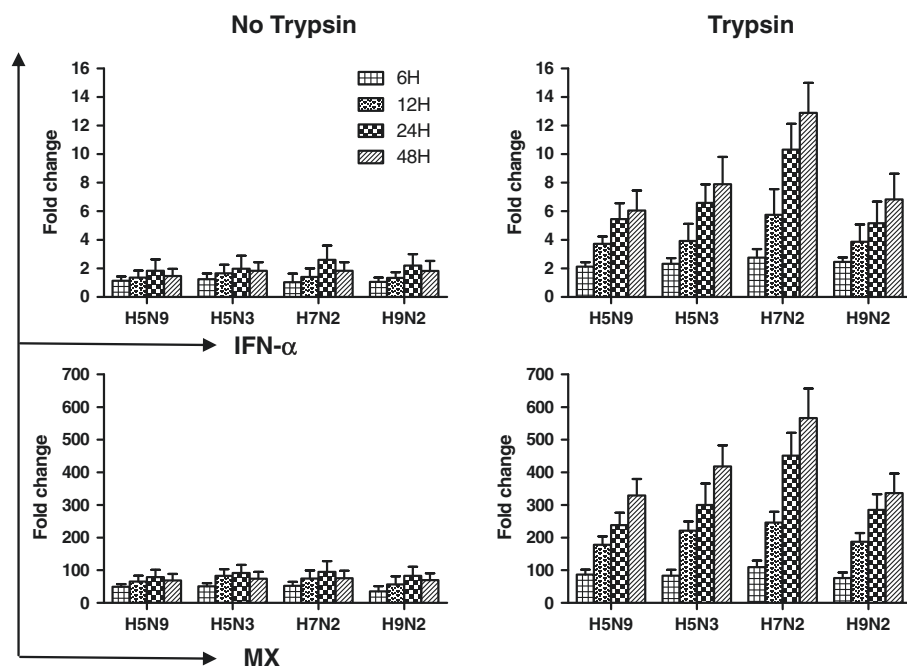 No Trypsin
Trypsin
Fold change
16
14
12
10
8
6
4
2
0
6H
12H
24H
48H
H5N9 H5N3 H7N2 H9N2
Fold change
16
14
12
10
8
6
4
2
0
H5N9 H5N3 H7N2 H9N2
IFN-α
Fold change
700
600
500
400
300
200
100
0
H5N9 H5N3 H7N2 H9N2
Fold change
700
600
500
400
300
200
100
0
H5N9 H5N3 H7N2 H9N2
MX